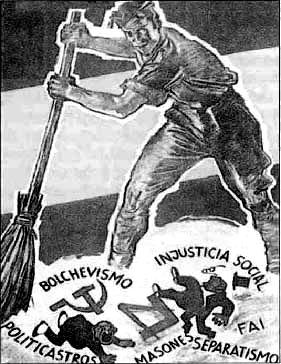 BOLCHEVISMO
INJUSTICIA SOCIAL
POLITICASTROS
MASONES
SEPARATISMO
FAI